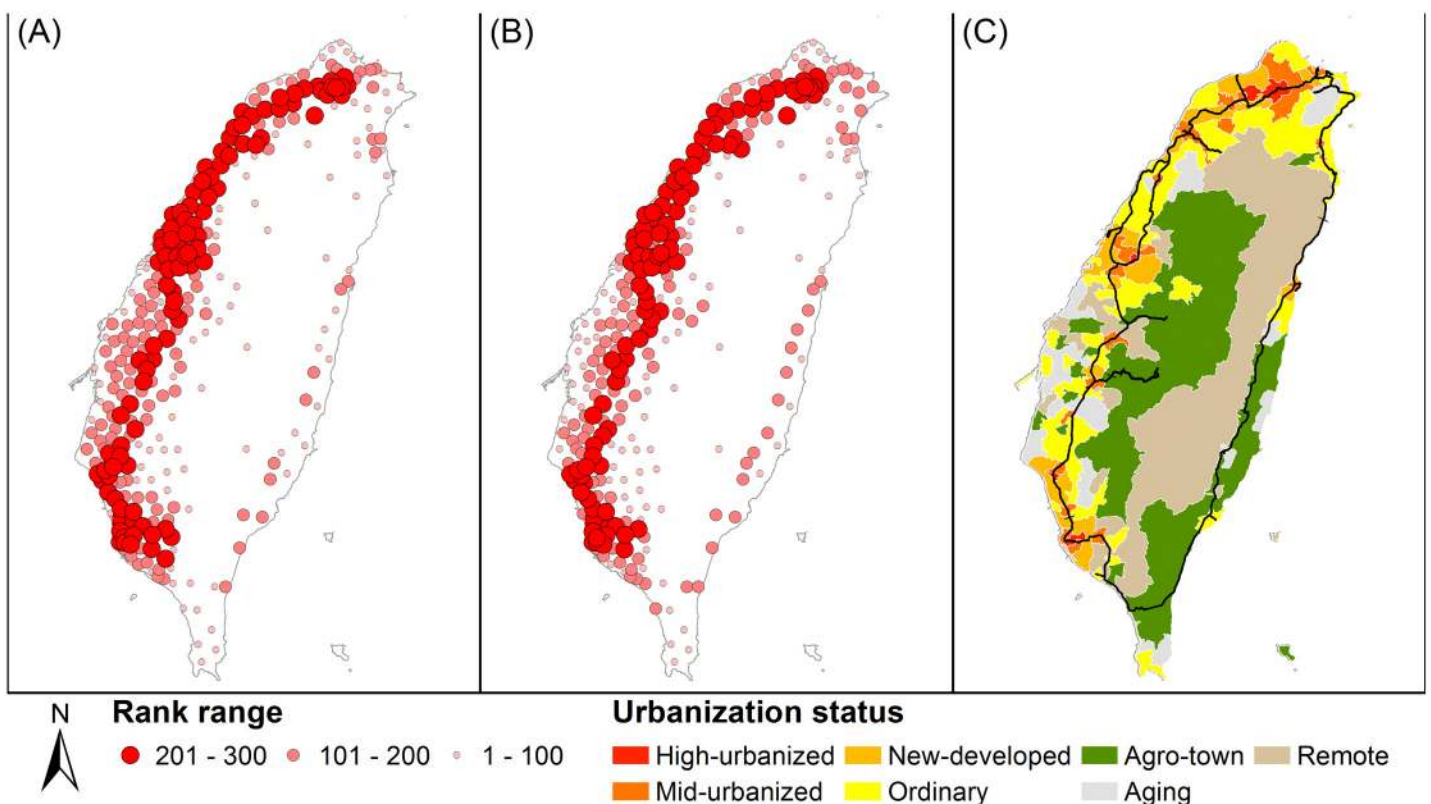 (A)
(B)
(C)
N
Rank range
201 - 300
101 - 200
1 - 100
Urbanization status
High-urbanized
New-developed
Agro-town
Remote
Mid-urbanized
Ordinary
Aging